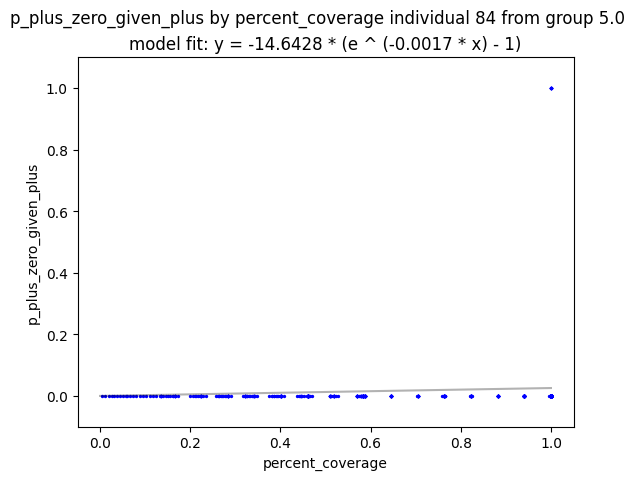 p_plus_zero_given_plus by percent_coverage individual 84 from group 5.0
model fit: y = -14.6428 * (e ^ (-0.0017 * x) - 1)
1.0
0.8
0.6
0.4
0.2
0.0
p_plus_zero_given_plus
0.0 0.2 0.4 0.6 0.8 1.0
percent_coverage